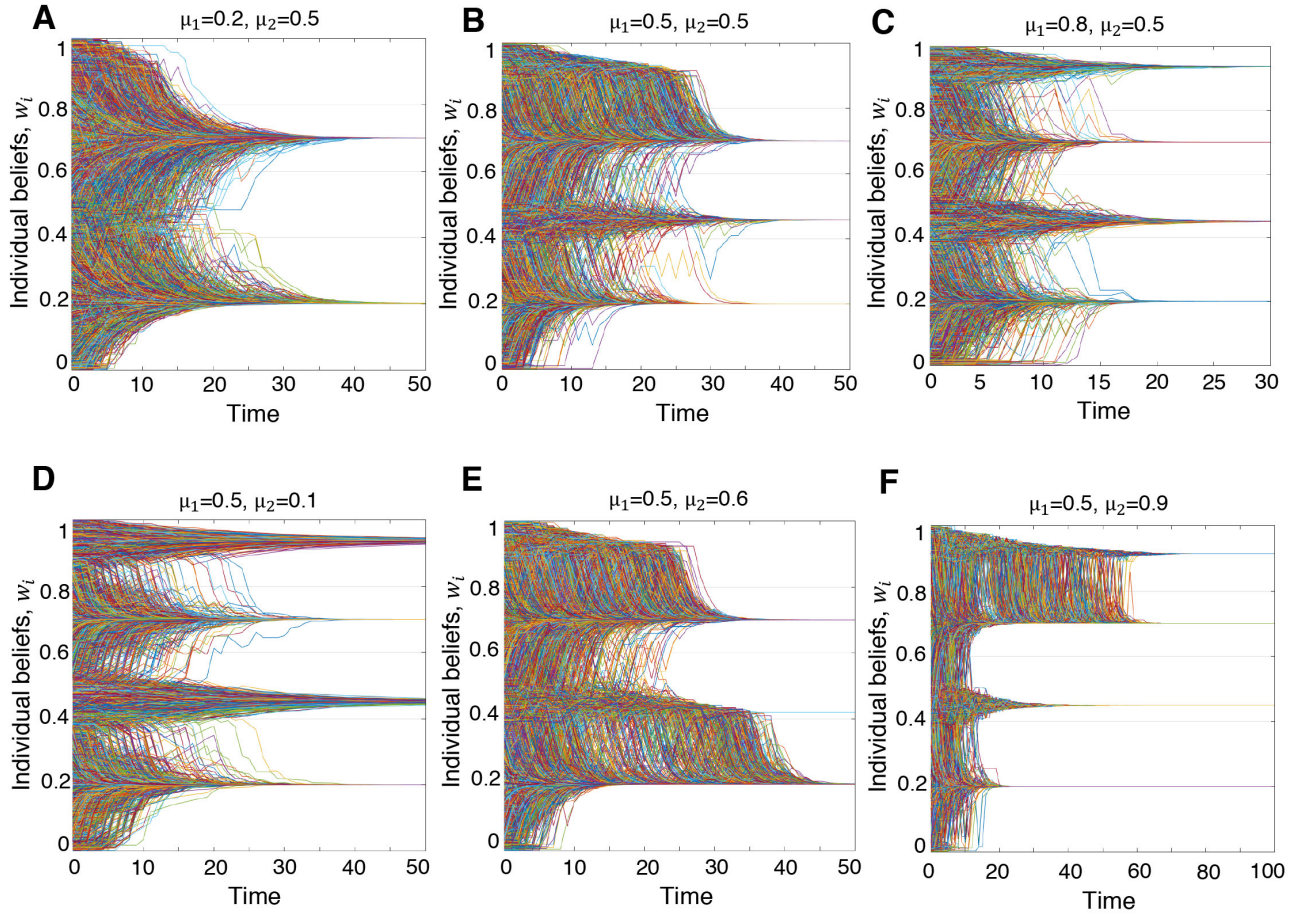 A
μ₁=0.2, μ₂=0.5
Individual beliefs, wᵢ
1
0.8
0.6
0.4
0.2
0
0 10 20 30 40 50
Time
B
μ₁=0.5, μ₂=0.5
Individual beliefs, wᵢ
1
0.8
0.6
0.4
0.2
0
0 10 20 30 40 50
Time
C
μ₁=0.8, μ₂=0.5
Individual beliefs, wᵢ
1
0.8
0.6
0.4
0.2
0
0 5 10 15 20 25 30
Time
D
μ₁=0.5, μ₂=0.1
Individual beliefs, wᵢ
1
0.8
0.6
0.4
0.2
0
0 10 20 30 40 50
Time
E
μ₁=0.5, μ₂=0.6
Individual beliefs, wᵢ
1
0.8
0.6
0.4
0.2
0
0 10 20 30 40 50
Time
F
μ₁=0.5, μ₂=0.9
Individual beliefs, wᵢ
1
0.8
0.6
0.4
0.2
0
0 20 40 60 80 100
Time